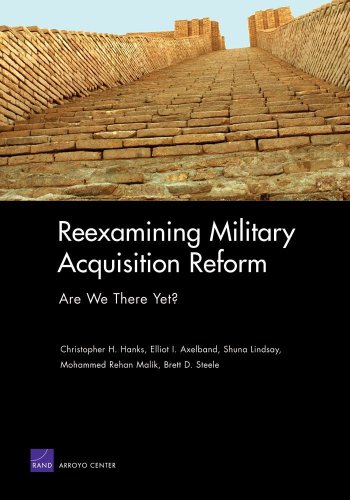 Reexamining Military
Acquisition Reform
Are We There Yet?
Christopher H. Hanks, Elliot I. Axelband, Shuna Lindsay,
Mohammed Rehan Malik, Brett D. Steele
RAND ARROYO CENTER